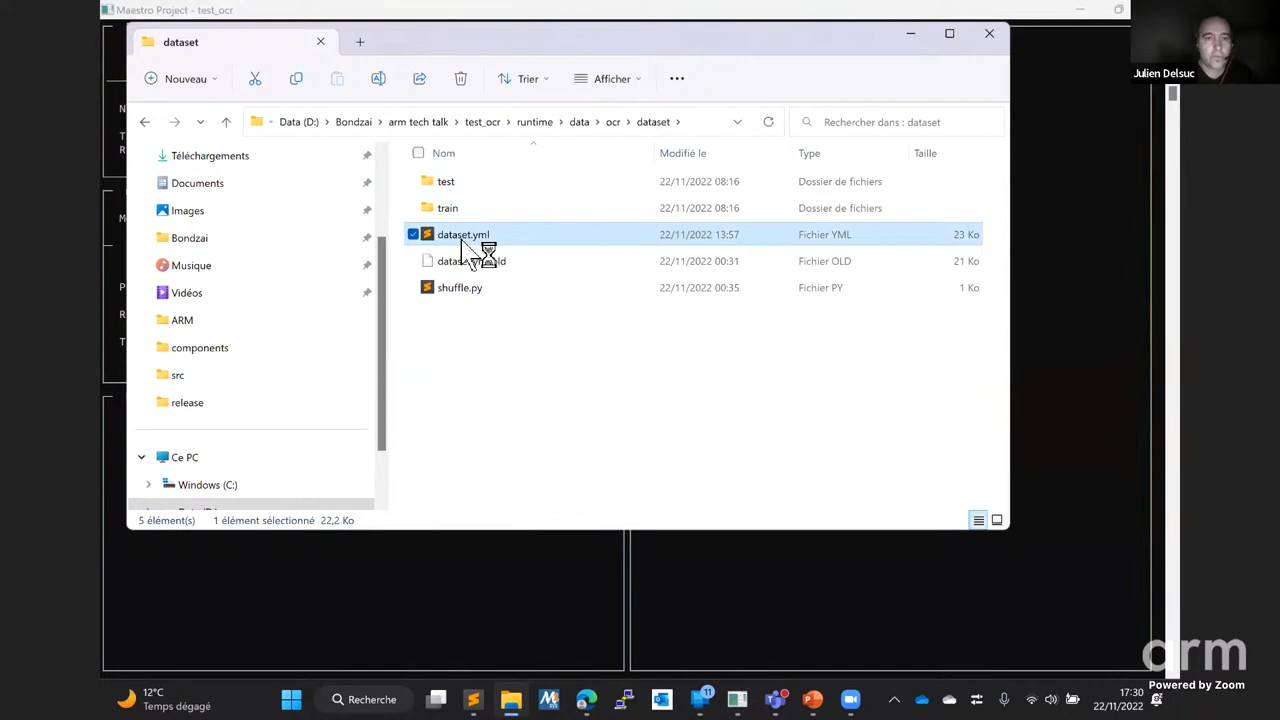 Maestro Project - test_ocr
dataset
Julien Delsuc
Nouveau
Trier
Afficher
Data (D:) > Bondzai > arm tech talk > test_ocr > runtime > data > ocr > dataset >
Rechercher dans : dataset
Nom Modifié le Type Taille
Téléchargements
Documents
Images
Bondzai
Musique
Vidéos
ARM
components
src
release
Ce PC
Windows (C:)
test 22/11/2022 08:16 Dossier de fichiers
train 22/11/2022 08:16 Dossier de fichiers
dataset.yml 22/11/2022 13:57 Fichier YML 23 Ko
22/11/2022 00:31 Fichier OLD 21 Ko
shuffle.py 22/11/2022 00:35 Fichier PY 1 Ko
5 élément(s) 1 élément sélectionné 22,2 Ko
arm
Powered by Zoom
12°C
Temps dégagé
Recherche
11
17:30
22/11/2022